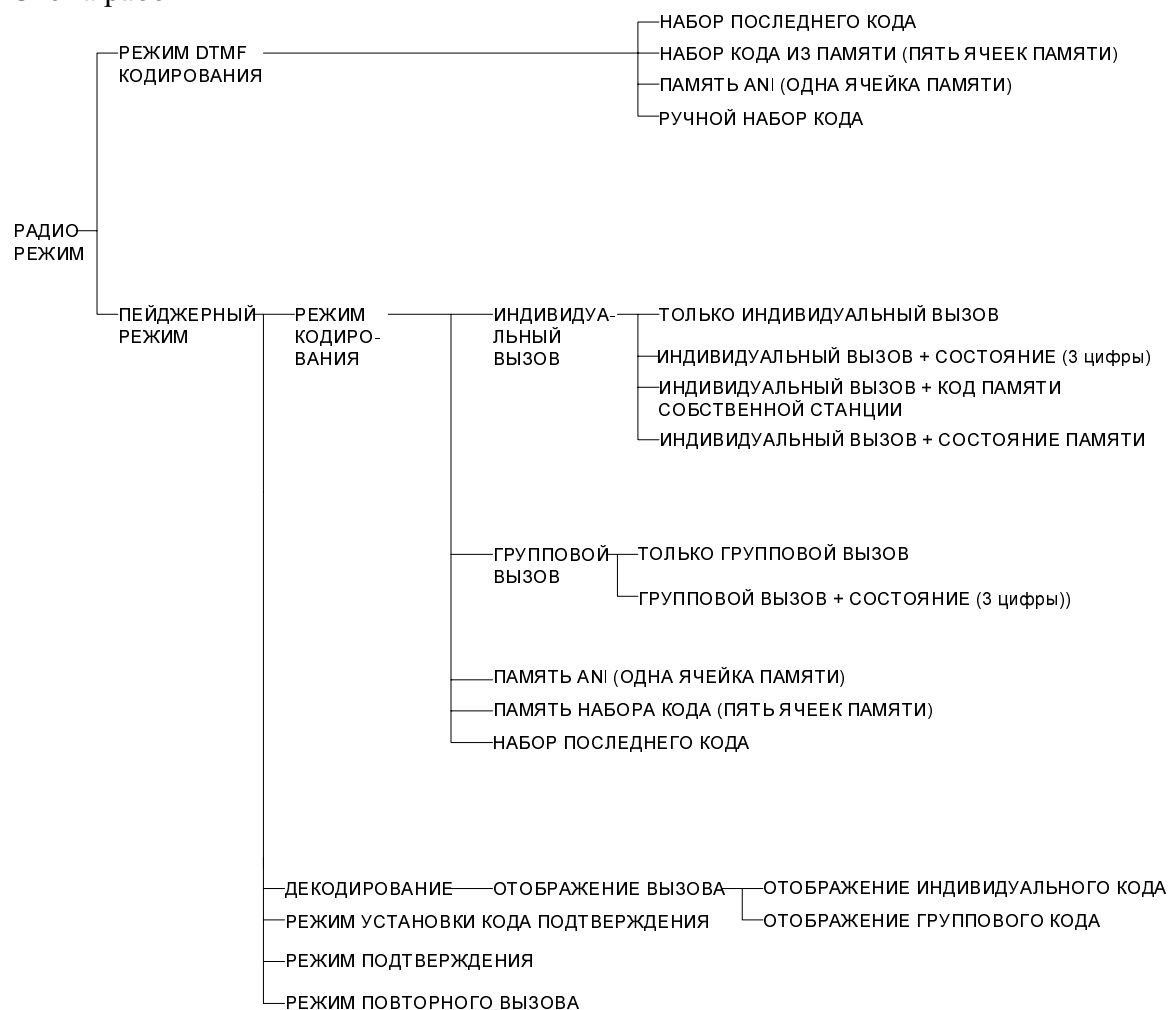 НАБОР ПОСЛЕДНЕГО КОДА
РЕЖИМ DTMF
КОДИРОВАНИЯ
НАБОР КОДА ИЗ ПАМЯТИ (ПЯТЬ ЯЧЕЕК ПАМЯТИ)
ПАМЯТЬ ANI (ОДНА ЯЧЕЙКА ПАМЯТИ)
РУЧНОЙ НАБОР КОДА
РАДИО
РЕЖИМ
ПЕЙДЖЕРНЫЙ
РЕЖИМ
РЕЖИМ
КОДИРО-
ВАНИЯ
ИНДИВИДУА-
ЛЬНЫЙ
ВЫЗОВ
ТОЛЬКО ИНДИВИДУАЛЬНЫЙ ВЫЗОВ
ИНДИВИДУАЛЬНЫЙ ВЫЗОВ + СОСТОЯНИЕ (3 цифры)
ИНДИВИДУАЛЬНЫЙ ВЫЗОВ + КОД ПАМЯТИ
СОБСТВЕННОЙ СТАНЦИИ
ИНДИВИДУАЛЬНЫЙ ВЫЗОВ + СОСТОЯНИЕ ПАМЯТИ
ГРУППОВОЙ
ВЫЗОВ
ТОЛЬКО ГРУППОВОЙ ВЫЗОВ
ГРУППОВОЙ ВЫЗОВ + СОСТОЯНИЕ (3 цифры))
ПАМЯТЬ ANI (ОДНА ЯЧЕЙКА ПАМЯТИ)
ПАМЯТЬ НАБОРА КОДА (ПЯТЬ ЯЧЕЕК ПАМЯТИ)
НАБОР ПОСЛЕДНЕГО КОДА
ДЕКОДИРОВАНИЕ
ОТОБРАЖЕНИЕ ВЫЗОВА
ОТОБРАЖЕНИЕ ИНДИВИДУАЛЬНОГО КОДА
РЕЖИМ УСТАНОВКИ КОДА ПОДТВЕРЖДЕНИЯ
ОТОБРАЖЕНИЕ ГРУППОВОГО КОДА
РЕЖИМ ПОДТВЕРЖДЕНИЯ
РЕЖИМ ПОВТОРНОГО ВЫЗОВА